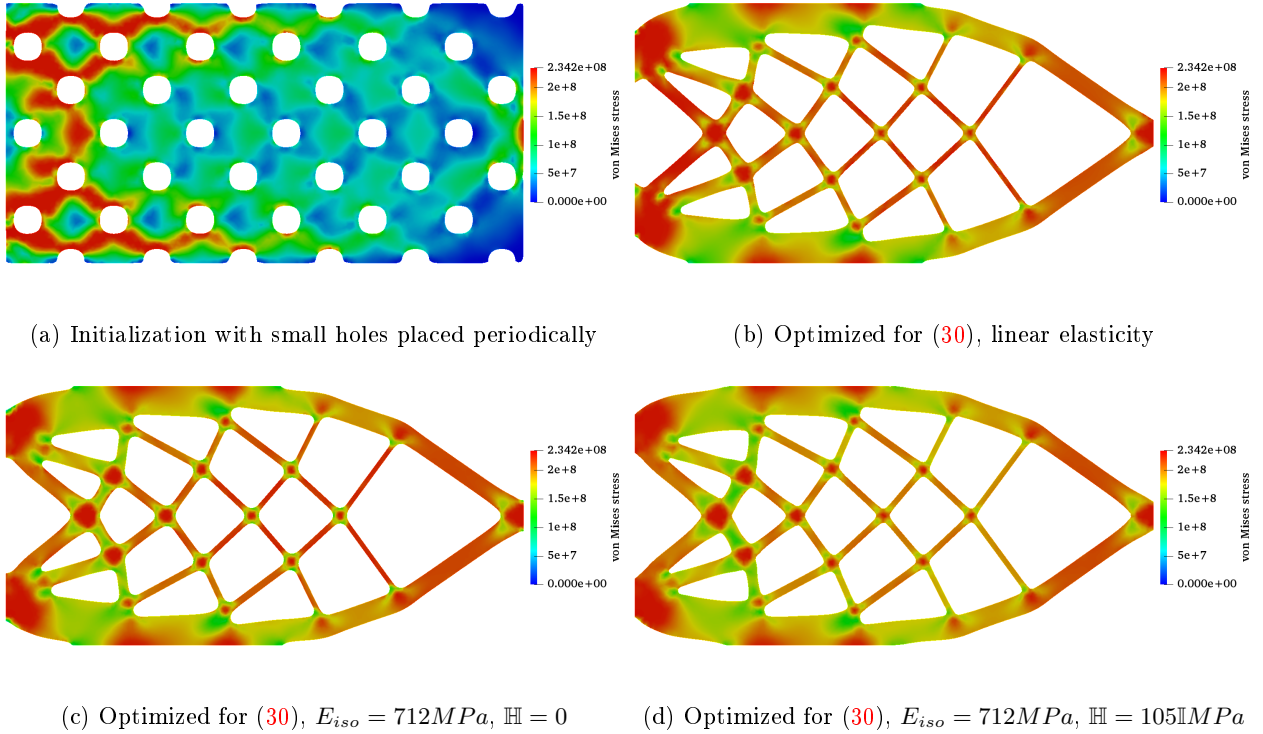 2.342e+08
2e+8
1.5e+8
1e+8
5e+7
0.000e+00
von Mises stress
2.342e+08
2e+8
1.5e+8
1e+8
5e+7
0.000e+00
von Mises stress
(a) Initialization with small holes placed periodically
(b) Optimized for (30), linear elasticity
2.342e+08
2e+8
1.5e+8
1e+8
5e+7
0.000e+00
von Mises stress
2.342e+08
2e+8
1.5e+8
1e+8
5e+7
0.000e+00
von Mises stress
(c) Optimized for (30), E_{iso} = 712MPa, ℍ = 0
(d) Optimized for (30), E_{iso} = 712MPa, ℍ = 105𝕀MPa